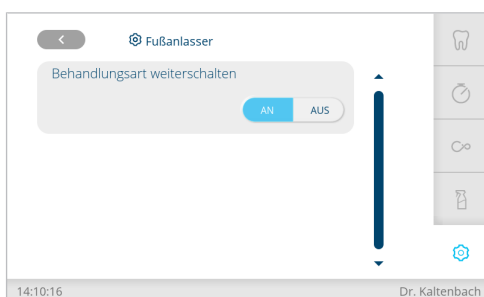 Fußanlasser
Behandlungsart weiterschalten
AN AUS
14:10:16 Dr. Kaltenbach